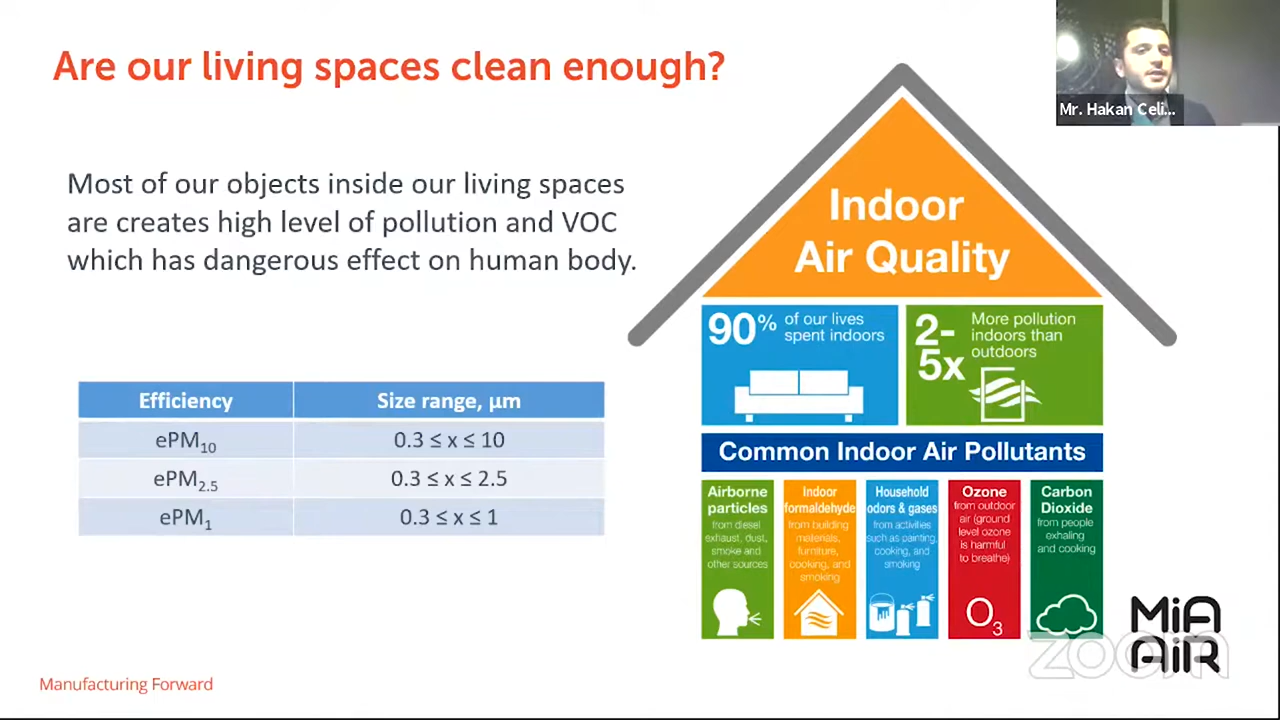 Are our living spaces clean enough?
Mr. Hakan Celi...
Most of our objects inside our living spaces
are creates high level of pollution and VOC
which has dangerous effect on human body.
Efficiency Size range, µm
ePM10 0.3 ≤ x ≤ 10
ePM2.5 0.3 ≤ x ≤ 2.5
ePM1 0.3 ≤ x ≤ 1
Indoor
Air Quality
90% of our lives
spent indoors
2-
5x
More pollution
indoors than
outdoors
Common Indoor Air Pollutants
Airborne
particles
from diesel
exhaust, dust,
smoke and
other sources
Indoor
formaldehyde
from building
materials,
furniture,
cooking, and
smoking
Household
odors & gases
from activities
such as painting,
cooking, and
smoking
Ozone
from outdoor
air (ground
level ozone
is harmful
to breathe)
O3
Carbon
Dioxide
from people
exhaling
and cooking
MiA
AiR
zoom
Manufacturing Forward